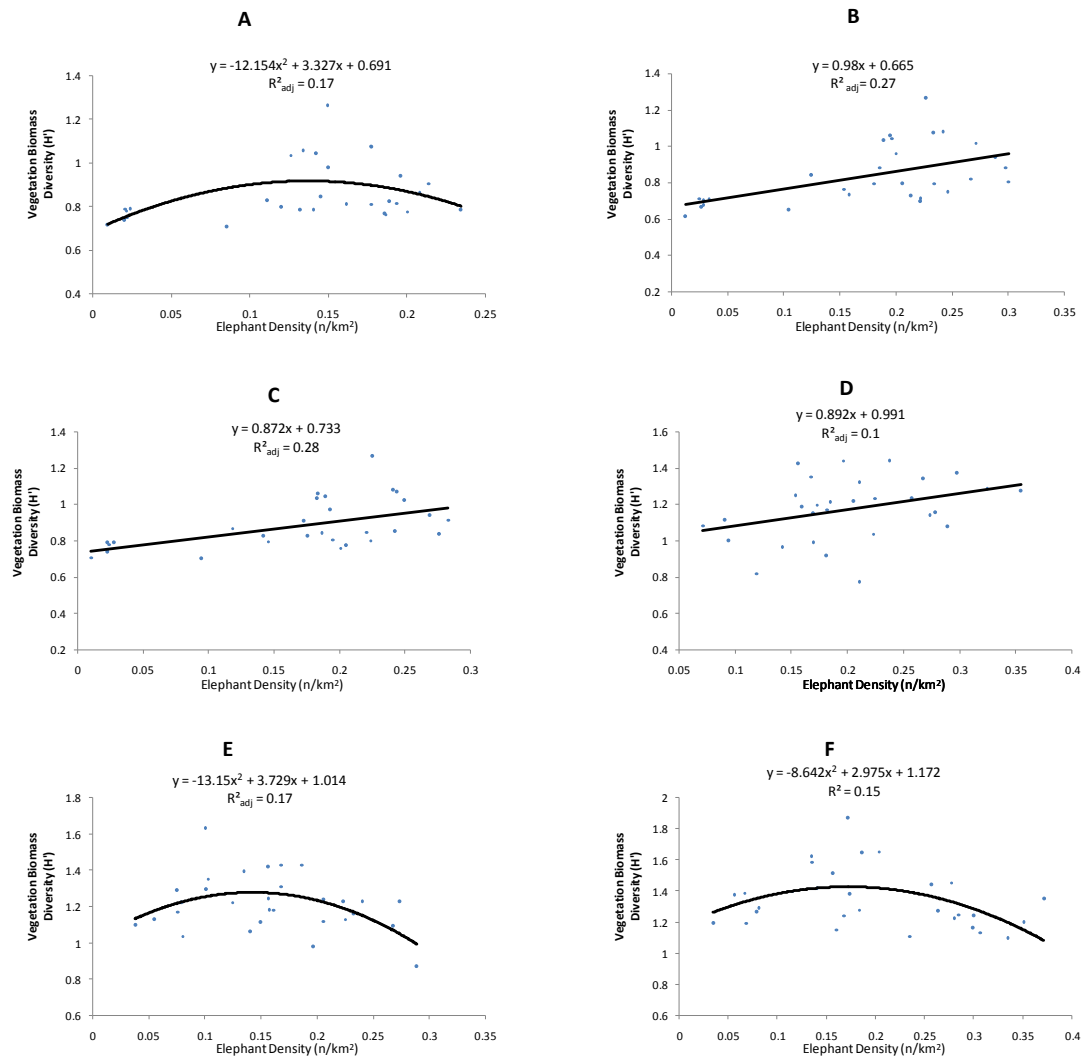 A
y = -12.154x² + 3.327x + 0.691
R²adj = 0.17
Vegetation Biomass
Diversity (H')
1.4
1.2
1
0.8
0.6
0.4
0
0.05
0.1
0.15
0.2
0.25
Elephant Density (n/km²)
B
y = 0.98x + 0.665
R²adj = 0.27
Vegetation Biomass
Diversity (H')
1.4
1.2
1
0.8
0.6
0.4
0.2
0
0.05
0.1
0.15
0.2
0.25
0.3
0.35
Elephant Density (n/km²)
C
y = 0.872x + 0.733
R²adj = 0.28
Vegetation Biomass
Diversity (H')
1.4
1.2
1
0.8
0.6
0.4
0.2
0
0.05
0.1
0.15
0.2
0.25
0.3
Elephant Density (n/km²)
D
y = 0.892x + 0.991
R²adj = 0.1
Vegetation Biomass
Diversity (H')
1.6
1.4
1.2
1
0.8
0.6
0.4
0.05
0.1
0.15
0.2
0.25
0.3
0.35
0.4
Elephant Density (n/km²)
E
y = -13.15x² + 3.729x + 1.014
R²adj = 0.17
Vegetation Biomass
Diversity (H')
1.8
1.6
1.4
1.2
1
0.8
0.6
0
0.05
0.1
0.15
0.2
0.25
0.3
0.35
Elephant Density (n/km²)
F
y = -8.642x² + 2.975x + 1.172
R² = 0.15
Vegetation Biomass
Diversity (H')
2
1.8
1.6
1.4
1.2
1
0.8
0.6
0
0.05
0.1
0.15
0.2
0.25
0.3
0.35
0.4
Elephant Density (n/km²)